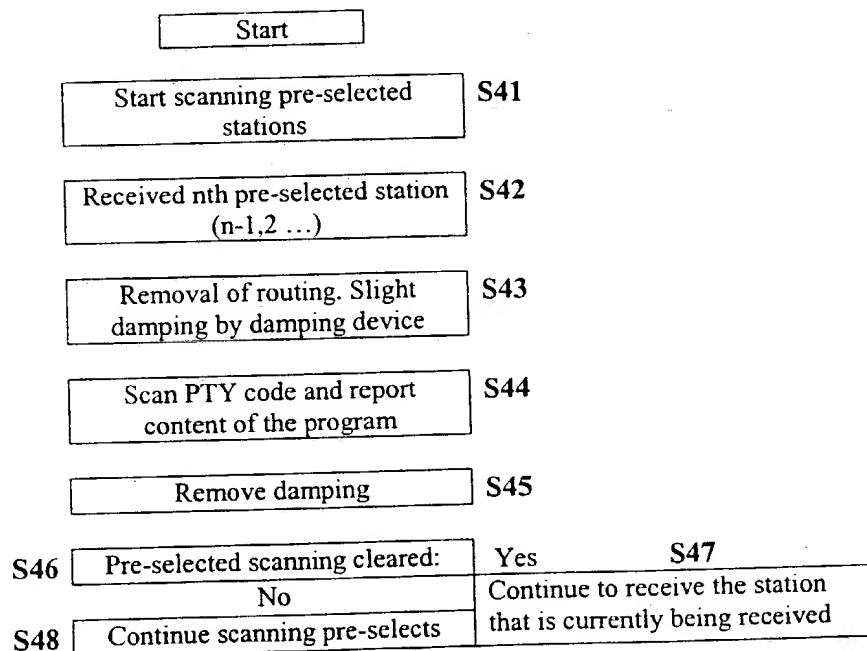 Start
Start scanning pre-selected
stations
S41
Received nth pre-selected station
(n-1,2 ...)
S42
Removal of routing. Slight
damping by damping device
S43
Scan PTY code and report
content of the program
S44
Remove damping
S45
S46 Pre-selected scanning cleared: Yes S47
No
Continue to receive the station
that is currently being received
S48 Continue scanning pre-selects